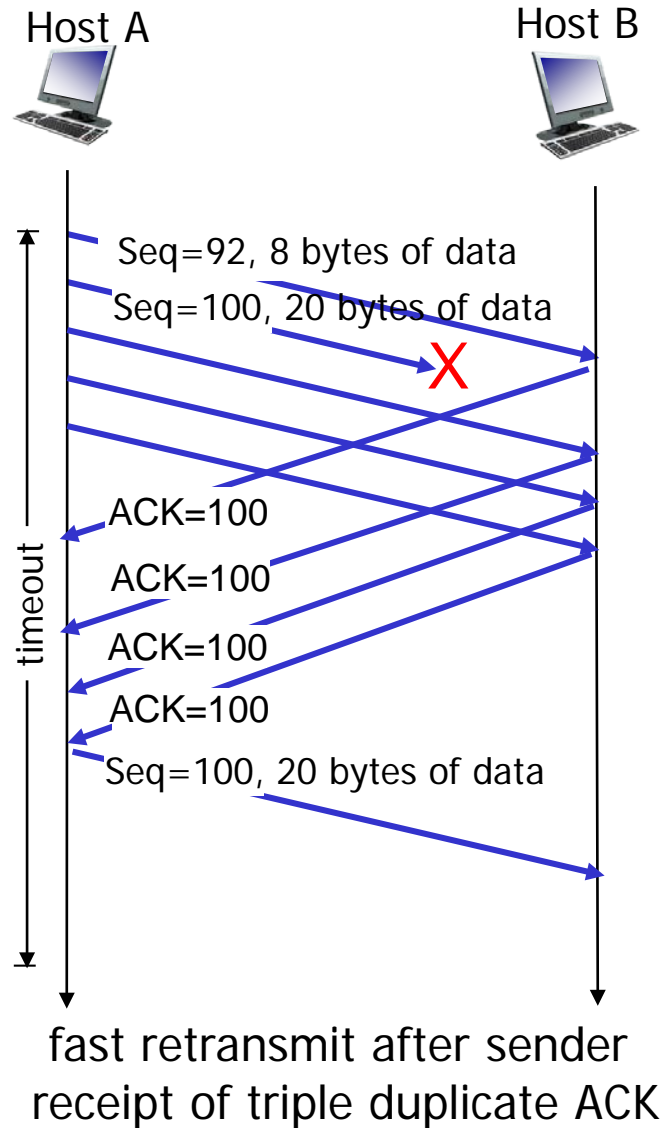 Host A
Host B
Seq=92, 8 bytes of data
Seq=100, 20 bytes of data
X
ACK=100
timeout
ACK=100
ACK=100
ACK=100
Seq=100, 20 bytes of data
fast retransmit after sender
receipt of triple duplicate ACK